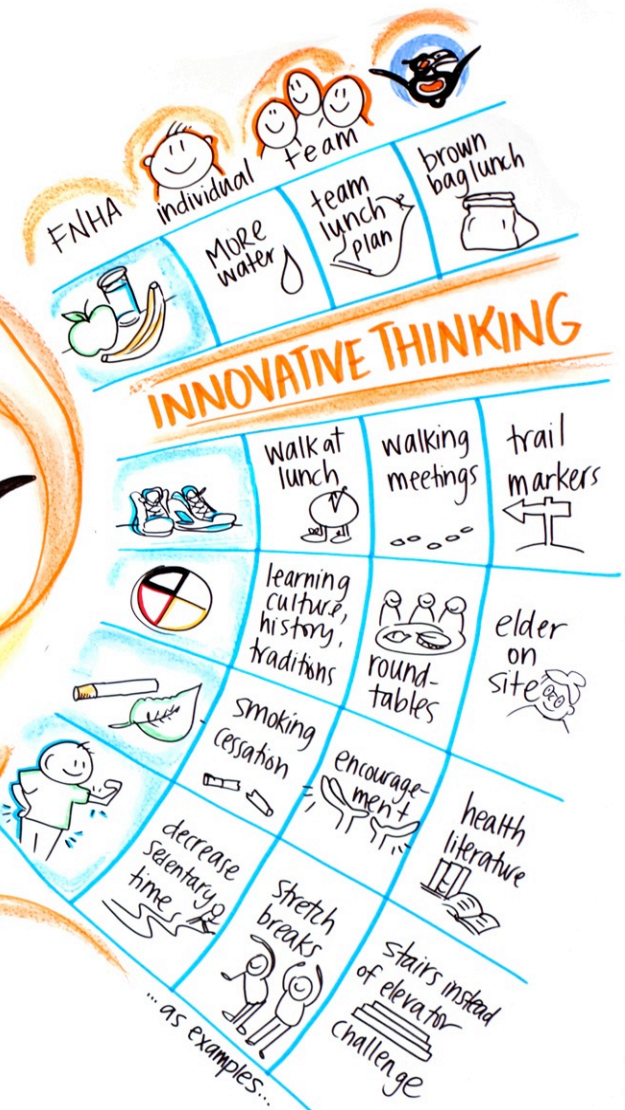 FNHA
individual
team
MORE
water
team
lunch
plan
brown
bag lunch
INNOVATIVE THINKING
walk at
lunch
walking
meetings
trail
markers
learning
culture,
history,
traditions
round-
tables
elder
on
site
smoking
cessation
encourage-
ment
health
literature
decrease
sedentary
time
stretch
breaks
stairs instead
of elevator
challenge
... as examples...